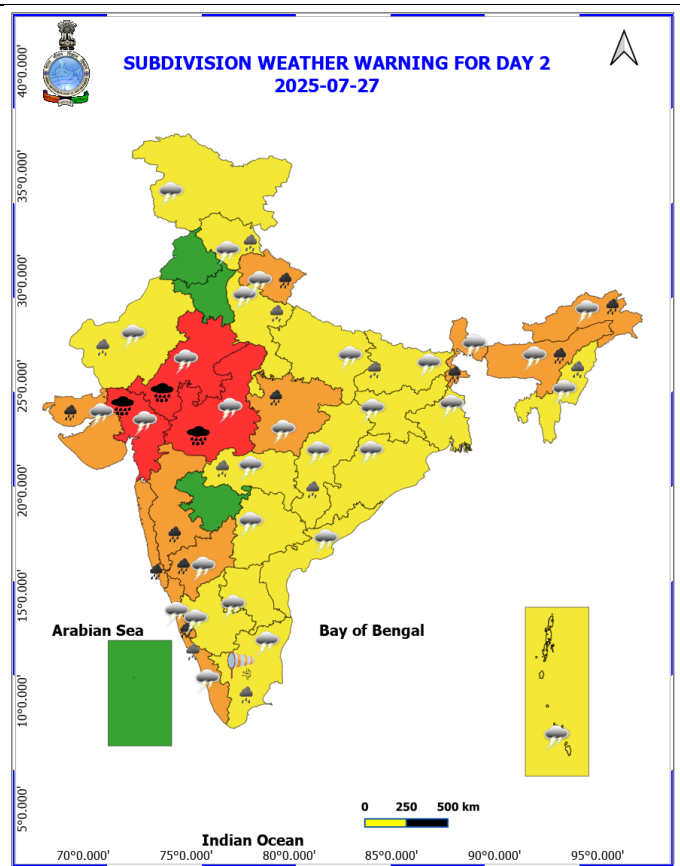 SUBDIVISION WEATHER WARNING FOR DAY 2
2025-07-27
40°0.000'
35°0.000'
30°0.000'
25°0.000'
20°0.000'
15°0.000'
10°0.000'
5°0.000'
Arabian Sea
Bay of Bengal
0 250 500 km
Indian Ocean
70°0.000' 75°0.000' 80°0.000' 85°0.000' 90°0.000' 95°0.000'